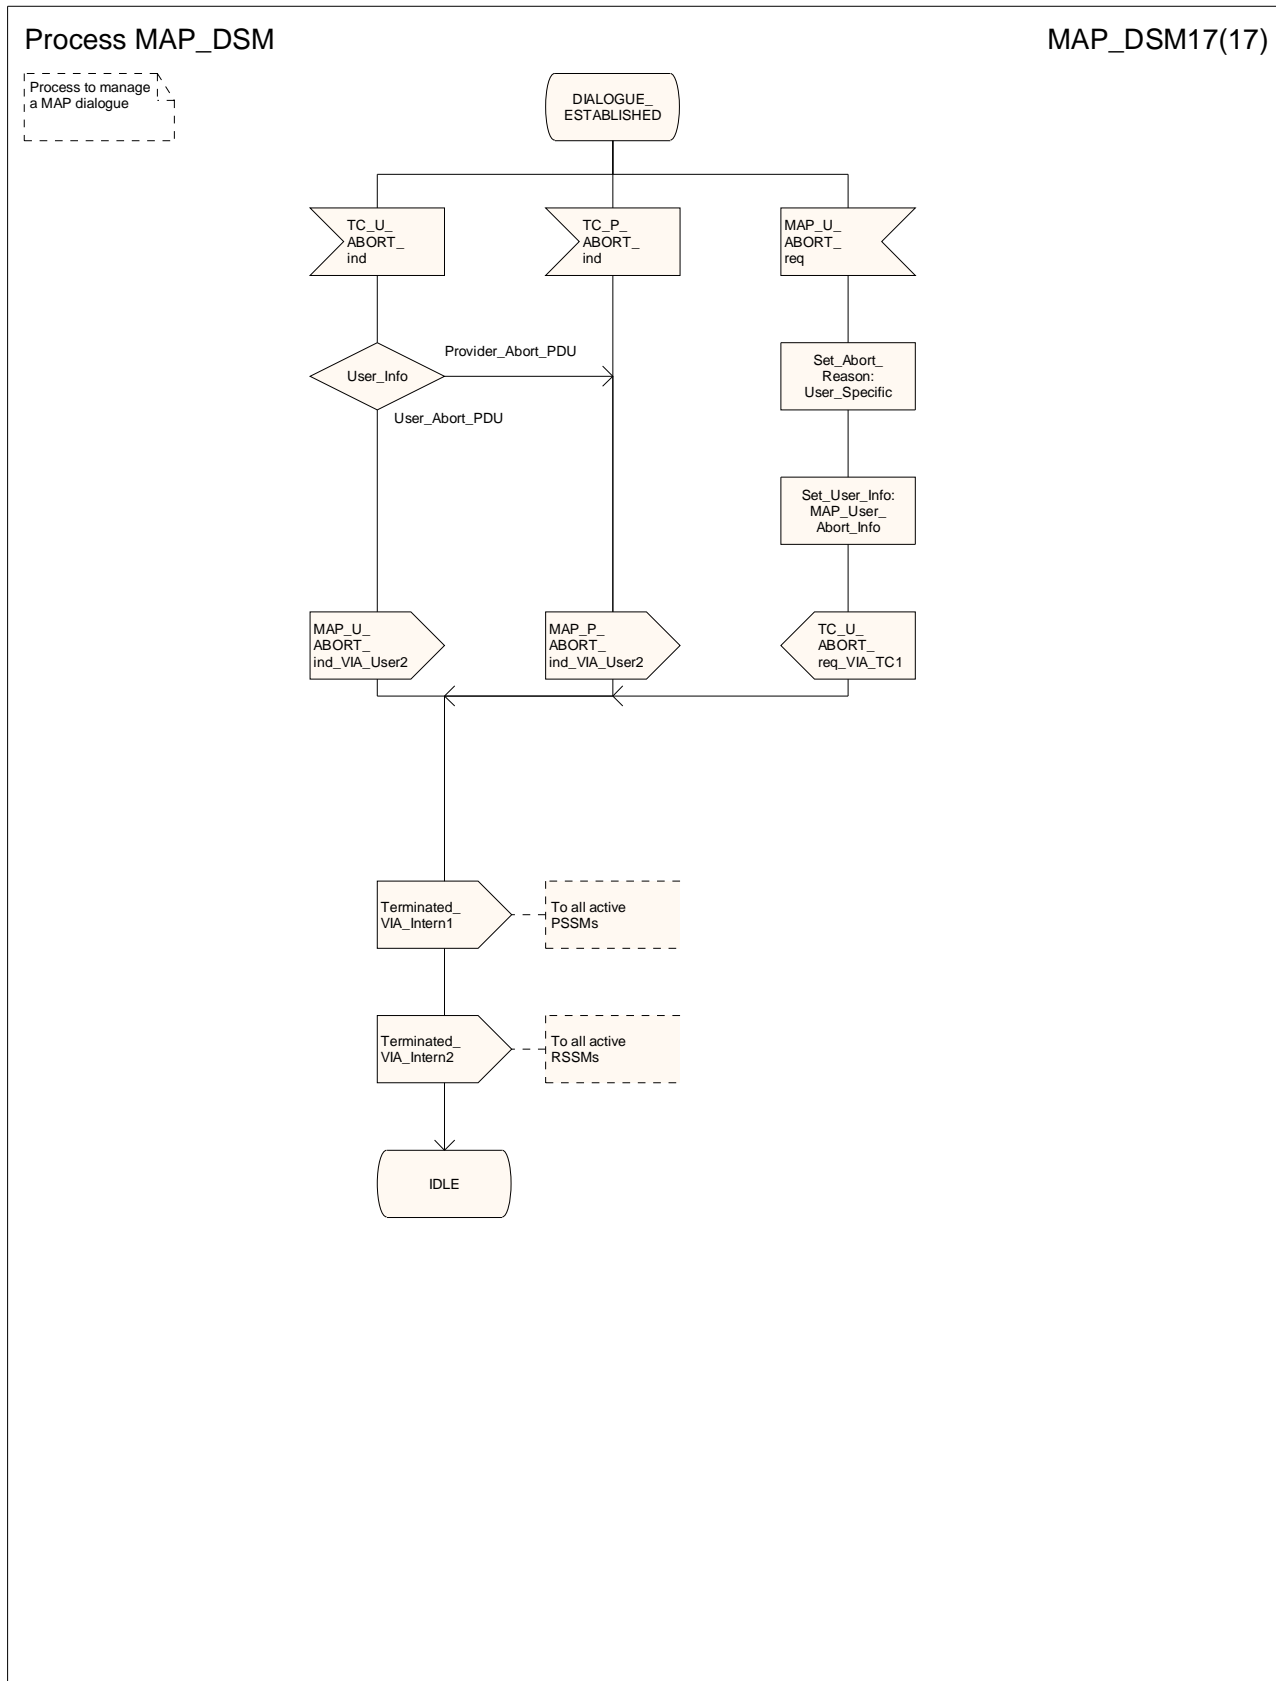 Process MAP_DSM
MAP_DSM17(17)
Process to manage
a MAP dialogue
DIALOGUE_
ESTABLISHED
TC_U_
ABORT_
ind
TC_P_
ABORT_
ind
MAP_U_
ABORT_
req
User_Info
Provider_Abort_PDU
User_Abort_PDU
Set_Abort_
Reason:
User_Specific
Set_User_Info:
MAP_User_
Abort_Info
MAP_U_
ABORT_
ind_VIA_User2
MAP_P_
ABORT_
ind_VIA_User2
TC_U_
ABORT_
req_VIA_TC1
Terminated_
VIA_Intern1
To all active
PSSMs
Terminated_
VIA_Intern2
To all active
RSSMs
IDLE